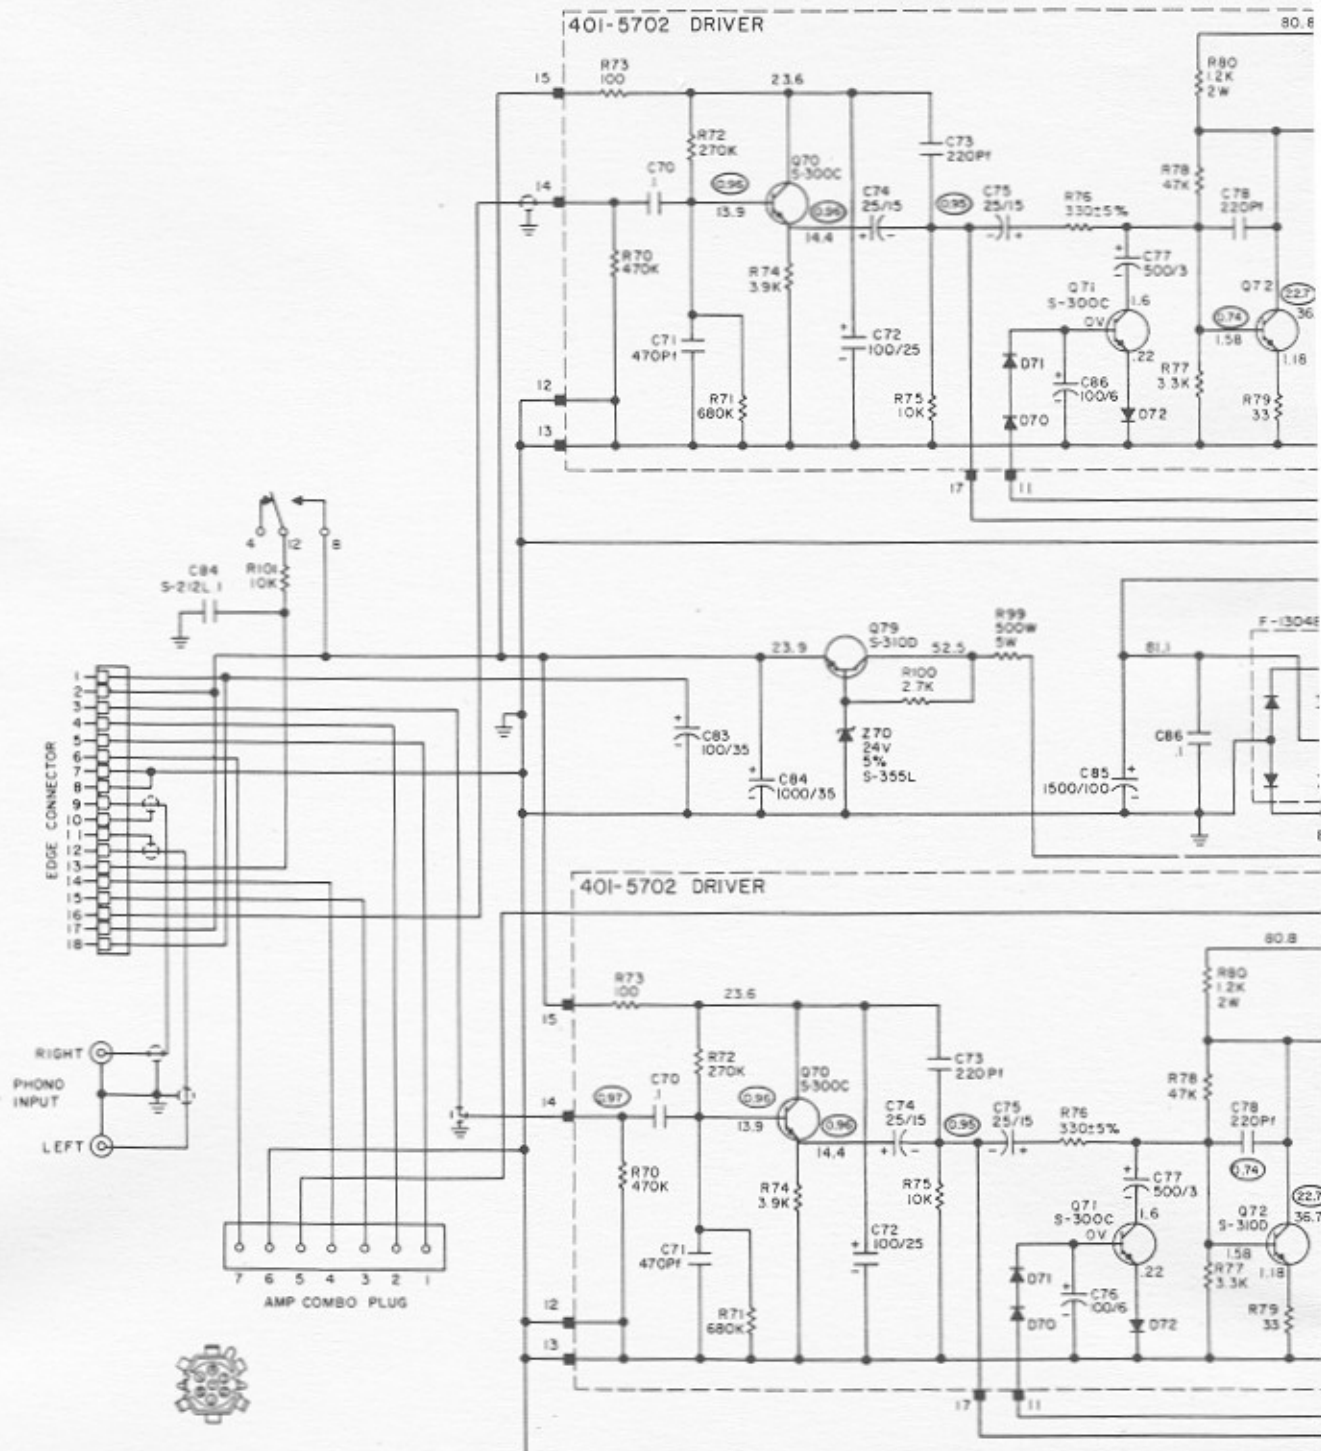 401-5702 DRIVER
80.8
15
R73
100
23.6
R80
1.2K
2W
R72
270K
C73
220Pf
14
C70
.1
0.96
13.9
Q70
S-300C
0.96
14.4
C74
25/15
+ -
0.95
C75
25/15
- +
R76
330±5%
R78
47K
C78
220Pf
R70
470K
R74
3.9K
C77
500/3
Q71
S-300C
1.6
0V
.22
Q72
22.7
36
0.74
1.58
1.18
C71
470Pf
C72
100/25
D71
C86
100/6
R77
3.3K
12
R71
680K
R75
10K
D70
D72
R79
33
13
17
11
4
12
8
C84
S-212L .1
R101
10K
23.9
Q79
S-310D
52.5
R99
500W
5W
81.1
F-1304
R100
2.7K
C83
100/35
Z70
24V
5%
S-355L
C84
1000/35
C85
1500/100
C86
.1
EDGE CONNECTOR
1
2
3
4
5
6
7
8
9
10
11
12
13
14
15
16
17
18
401-5702 DRIVER
80.8
15
R73
100
23.6
R80
1.2K
2W
RIGHT
PHONO
INPUT
LEFT
R72
270K
C73
220Pf
14
0.97
C70
.1
0.96
13.9
Q70
S-300C
0.96
14.4
C74
25/15
+ -
0.95
C75
25/15
- +
R76
330±5%
R78
47K
C78
220Pf
0.74
R70
470K
R74
3.9K
R75
10K
C77
500/3
Q71
S-300C
1.6
0V
.22
Q72
S-310D
22.7
36.7
1.58
1.18
C71
470Pf
C72
100/25
D71
C76
100/6
R77
3.3K
R71
680K
D70
D72
R79
33
12
13
17
11
7 6 5 4 3 2 1
AMP COMBO PLUG